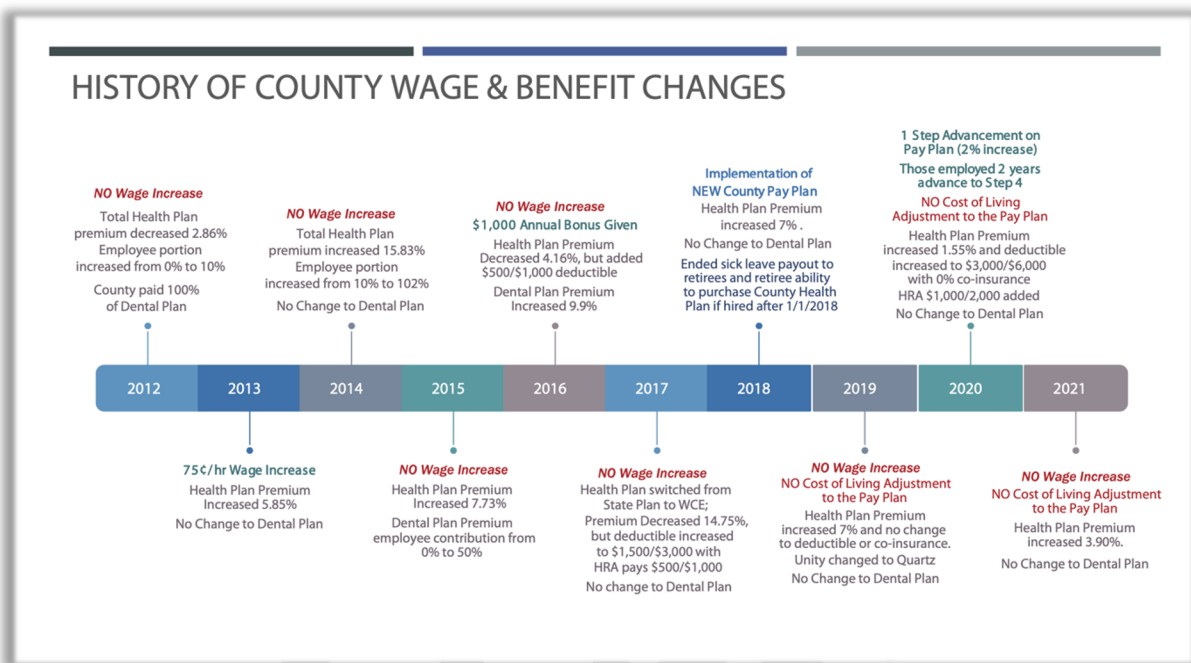 HISTORY OF COUNTY WAGE & BENEFIT CHANGES
NO Wage Increase
Total Health Plan
premium decreased 2.86%
Employee portion
increased from 0% to 10%
County paid 100%
of Dental Plan
NO Wage Increase
Total Health Plan
premium increased 15.83%
Employee portion
increased from 10% to 102%
No Change to Dental Plan
NO Wage Increase
$1,000 Annual Bonus Given
Health Plan Premium
Decreased 4.16%, but added
$500/$1,000 deductible
Dental Plan Premium
Increased 9.9%
Implementation of
NEW County Pay Plan
Health Plan Premium
increased 7% .
No Change to Dental Plan
Ended sick leave payout to
retirees and retiree ability
to purchase County Health
Plan if hired after 1/1/2018
1 Step Advancement on
Pay Plan (2% increase)
Those employed 2 years
advance to Step 4
NO Cost of Living
Adjustment to the Pay Plan
Health Plan Premium
increased 1.55% and deductible
increased to $3,000/$6,000
with 0% co-insurance
HRA $1,000/2,000 added
No Change to Dental Plan
2012 2013 2014 2015 2016 2017 2018 2019 2020 2021
75¢/hr Wage Increase
Health Plan Premium
Increased 5.85%
No Change to Dental Plan
NO Wage Increase
Health Plan Premium
Increased 7.73%
Dental Plan Premium
employee contribution from
0% to 50%
NO Wage Increase
Health Plan switched from
State Plan to WCE;
Premium Decreased 14.75%,
but deductible increased
to $1,500/$3,000 with
HRA pays $500/$1,000
No change to Dental Plan
NO Wage Increase
NO Cost of Living Adjustment
to the Pay Plan
Health Plan Premium
increased 7% and no change
to deductible or co-insurance.
Unity changed to Quartz
No Change to Dental Plan
NO Wage Increase
NO Cost of Living Adjustment
to the Pay Plan
Health Plan Premium
increased 3.90%.
No Change to Dental Plan